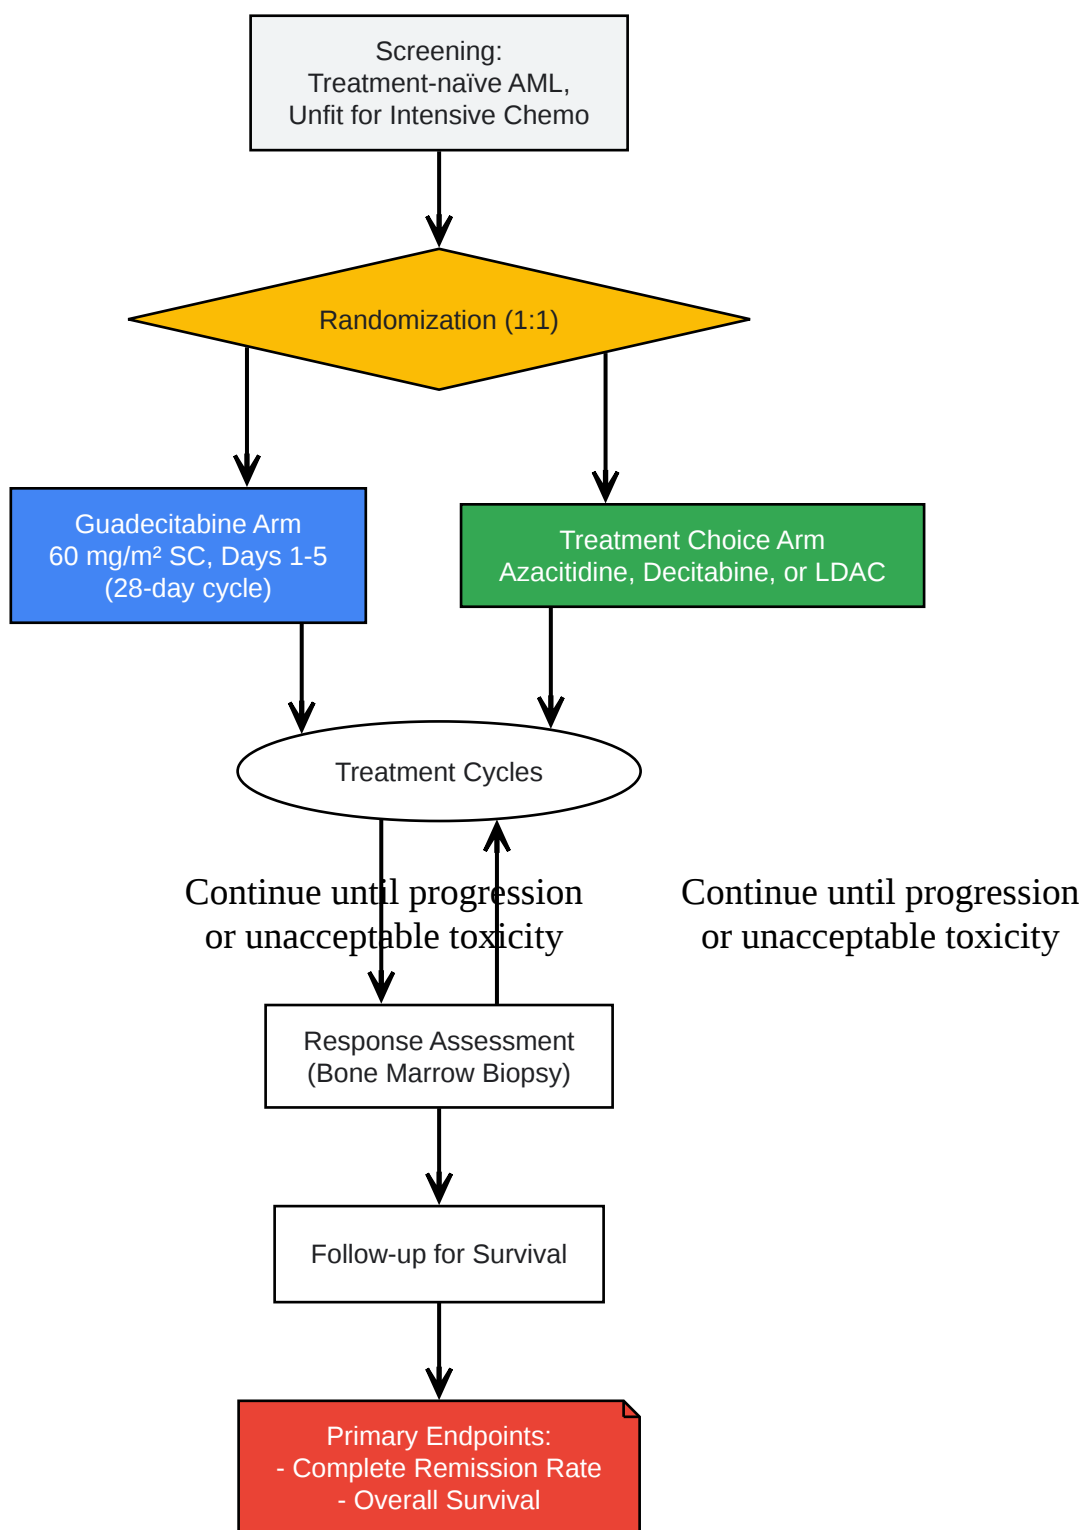 Screening:
Treatment-naïve AML,
Unfit for Intensive Chemo
Randomization (1:1)
Guadecitabine Arm
60 mg/m² SC, Days 1-5
(28-day cycle)
Treatment Choice Arm
Azacitidine, Decitabine, or LDAC
Treatment Cycles
Continue until progression
or unacceptable toxicity
Continue until progression
or unacceptable toxicity
Response Assessment
(Bone Marrow Biopsy)
Follow-up for Survival
Primary Endpoints:
- Complete Remission Rate
- Overall Survival